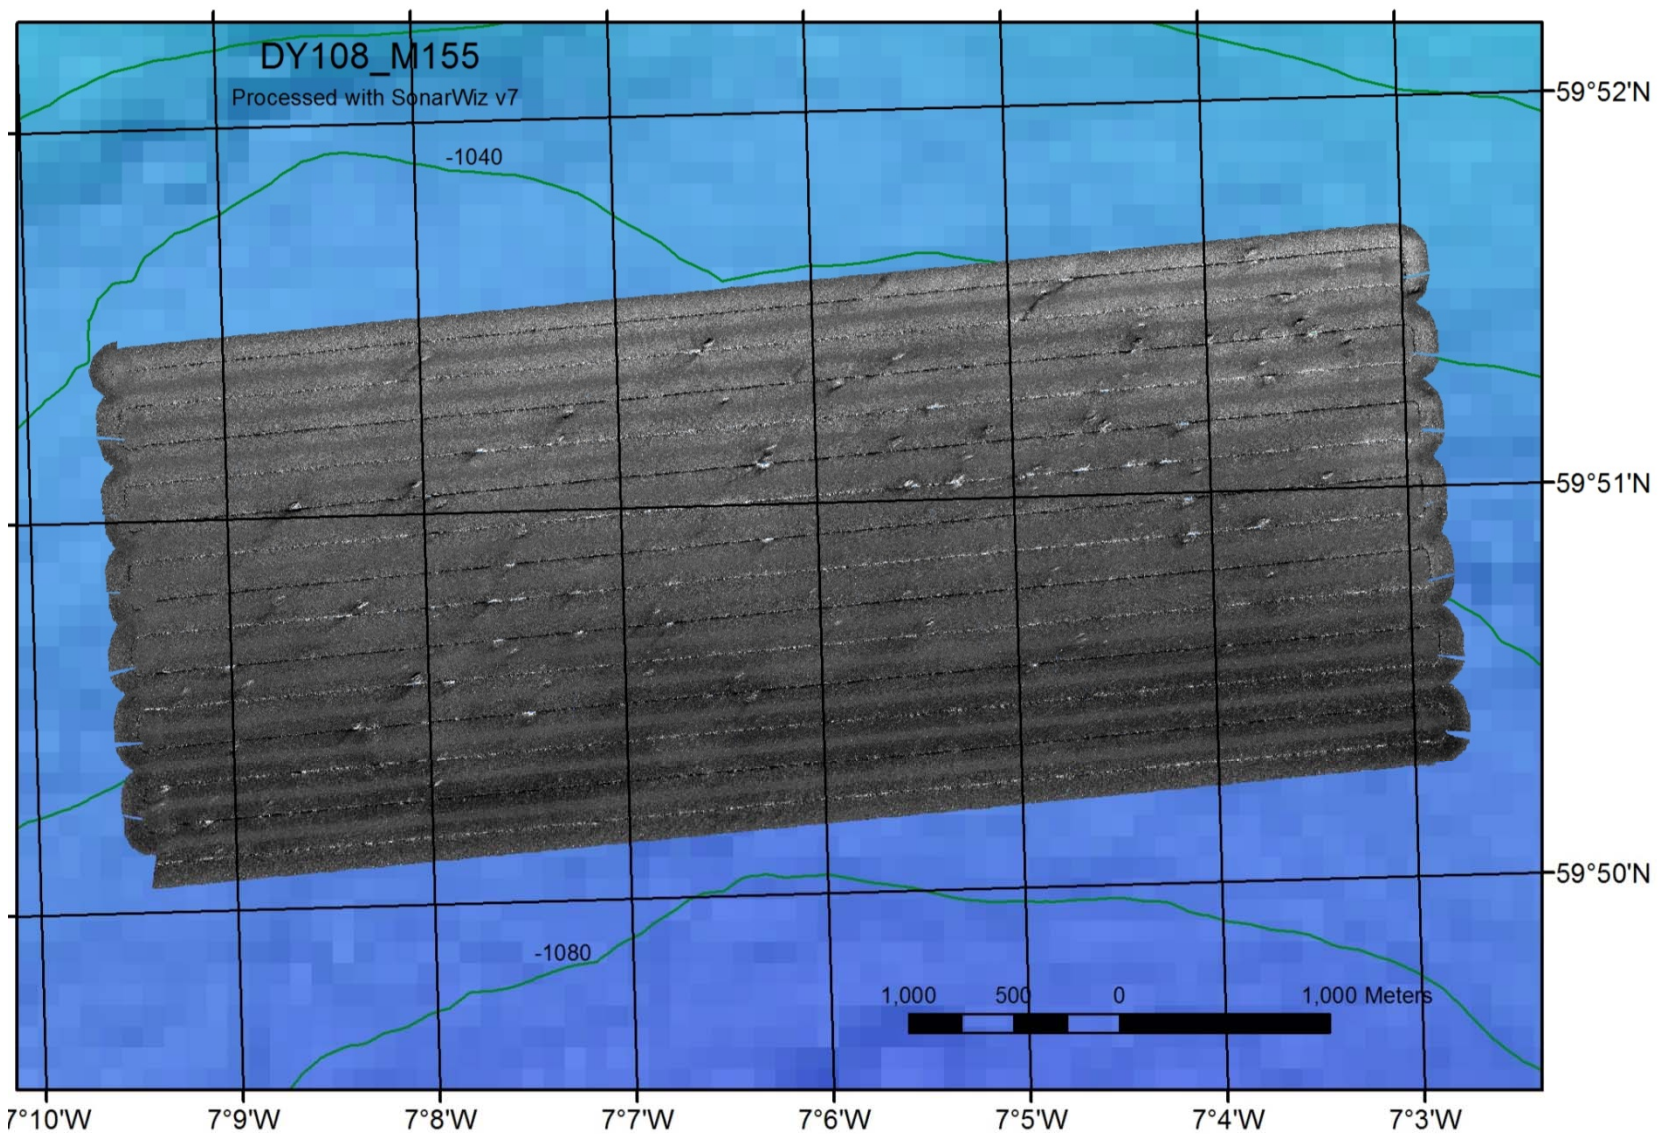 DY108_M155
Processed with SonarWiz v7
59°52'N
-1040
59°51'N
59°50'N
-1080
1,000 500 0 1,000 Meters
7°10'W 7°9'W 7°8'W 7°7'W 7°6'W 7°5'W 7°4'W 7°3'W